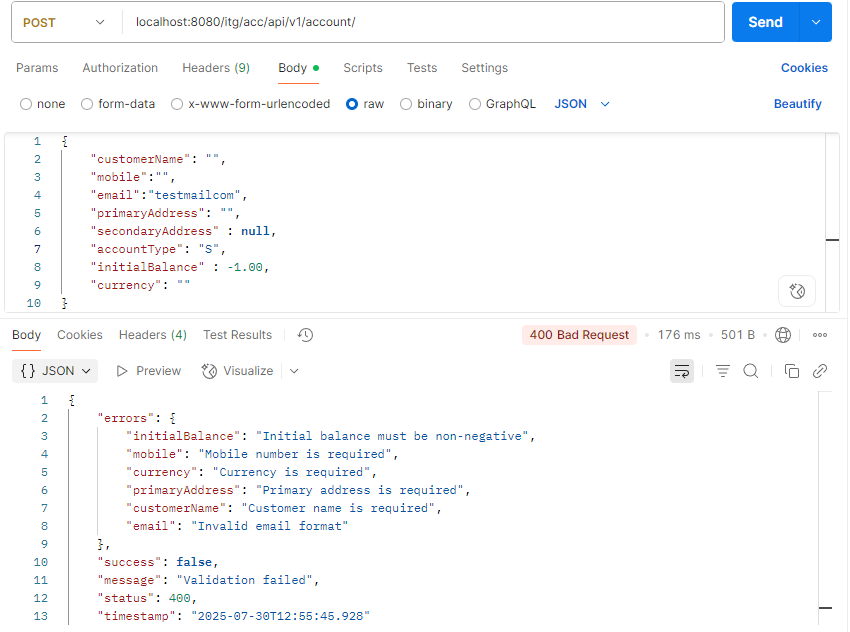 POST localhost:8080/itg/acc/api/v1/account/ Send
Params Authorization Headers (9) Body Scripts Tests Settings Cookies
none form-data x-www-form-urlencoded raw binary GraphQL JSON Beautify
1 {
2 "customerName": "",
3 "mobile":"",
4 "email":"testmailcom",
5 "primaryAddress": "",
6 "secondaryAddress" : null,
7 "accountType": "S",
8 "initialBalance" : -1.00,
9 "currency": ""
10 }
Body Cookies Headers (4) Test Results 400 Bad Request 176 ms 501 B
{} JSON Preview Visualize
1 {
2 "errors": {
3 "initialBalance": "Initial balance must be non-negative",
4 "mobile": "Mobile number is required",
5 "currency": "Currency is required",
6 "primaryAddress": "Primary address is required",
7 "customerName": "Customer name is required",
8 "email": "Invalid email format"
9 },
10 "success": false,
11 "message": "Validation failed",
12 "status": 400,
13 "timestamp": "2025-07-30T12:55:45.928"